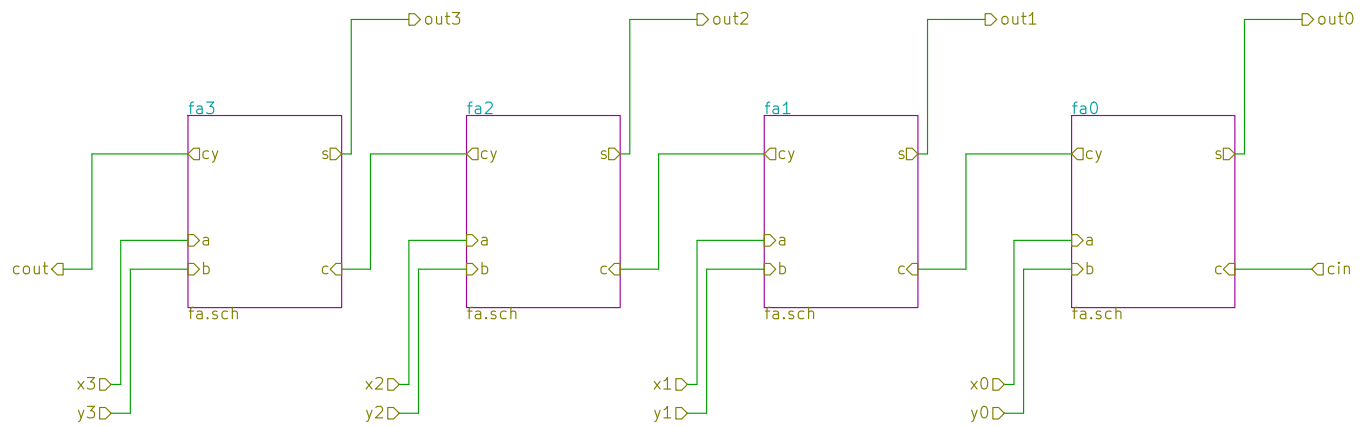 out3 out2 out1 out0
fa3 fa2 fa1 fa0
cy s cy s cy s cy s
a a a a
cout b c b c b c b c cin
fa.sch fa.sch fa.sch fa.sch
x3 x2 x1 x0
y3 y2 y1 y0